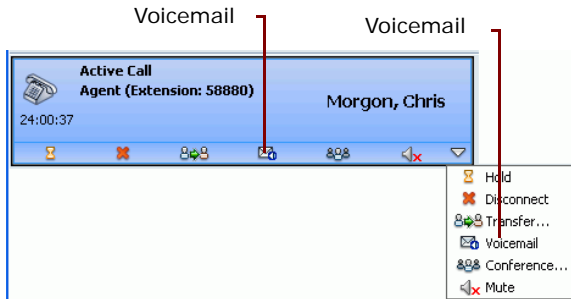 Voicemail
Voicemail
Active Call
Agent (Extension: 58880)
Morgon, Chris
24:00:37
Hold
Disconnect
Transfer...
Voicemail
Conference...
Mute